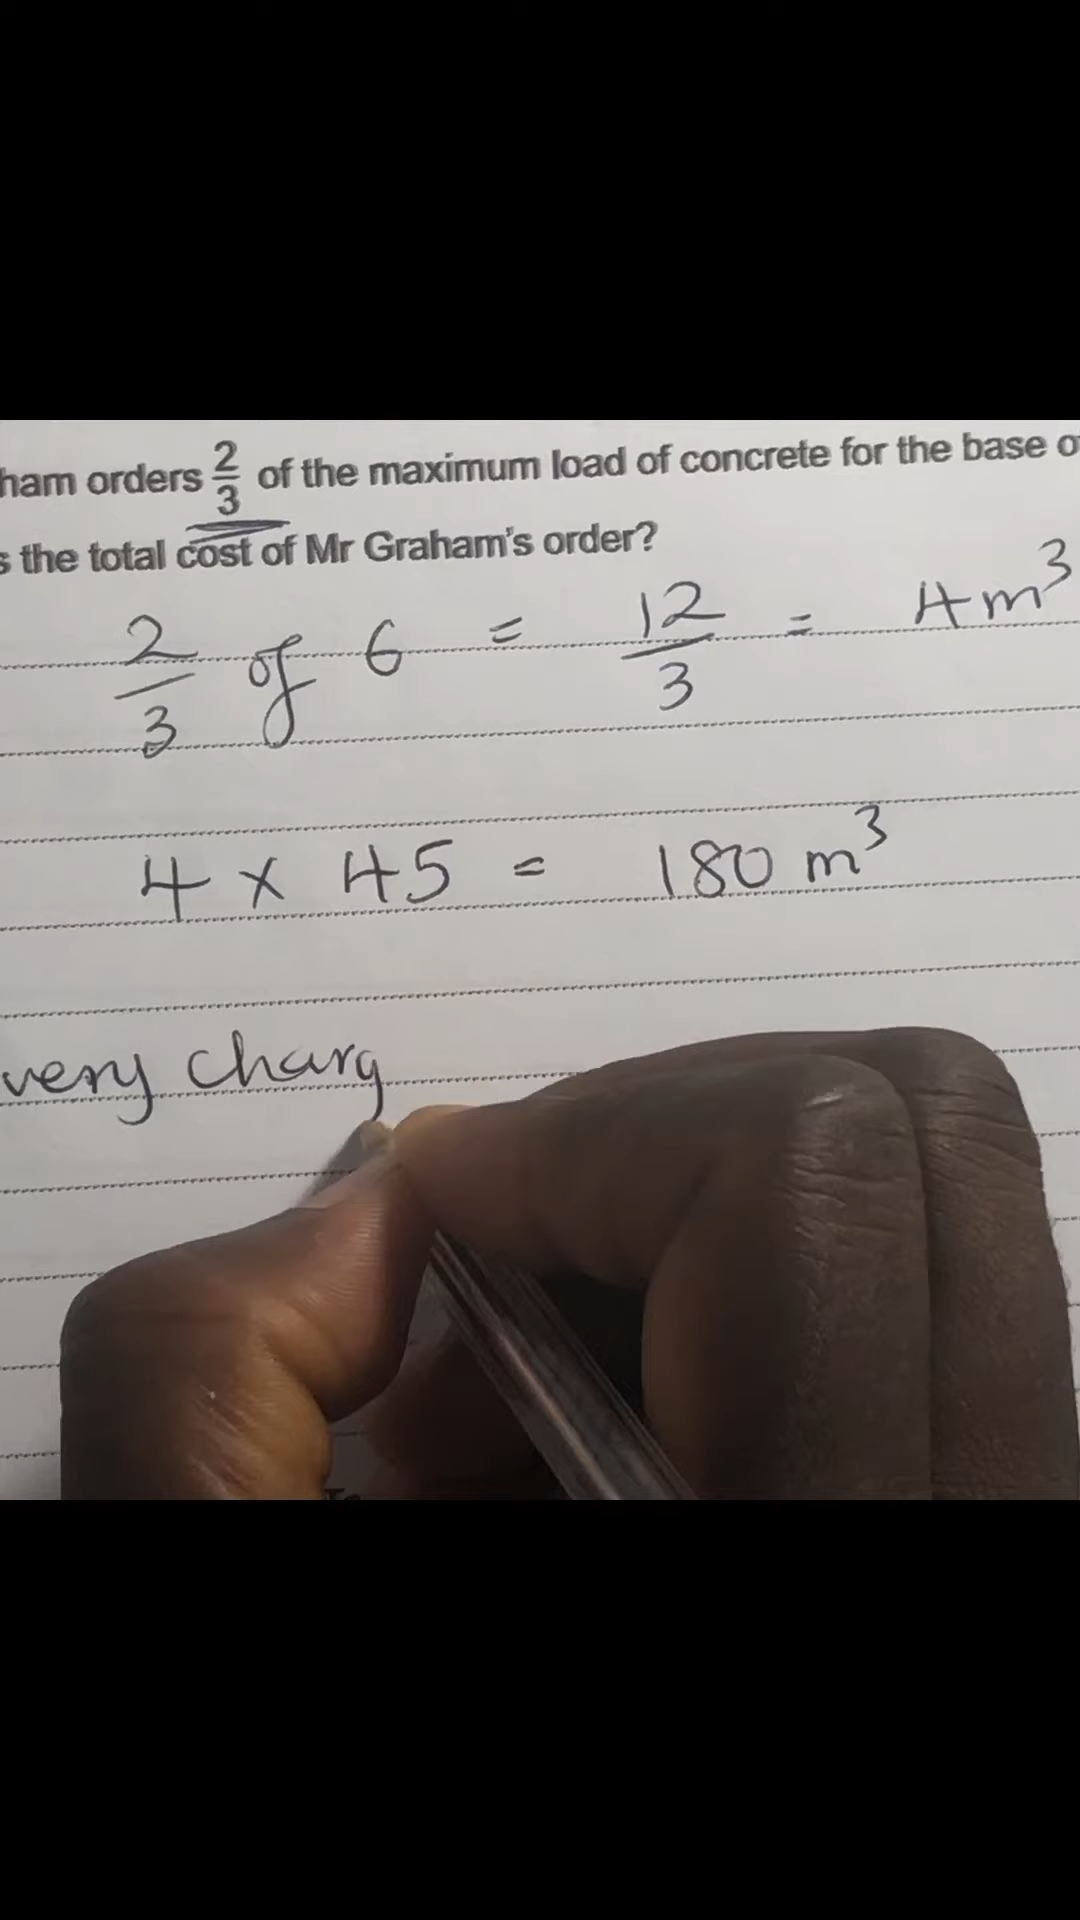 ham orders 2/3 of the maximum load of concrete for the base o
s the total cost of Mr Graham's order?
2/3 of 6 = 12/3 = 4m³
4 x 45 = 180 m³
very charg